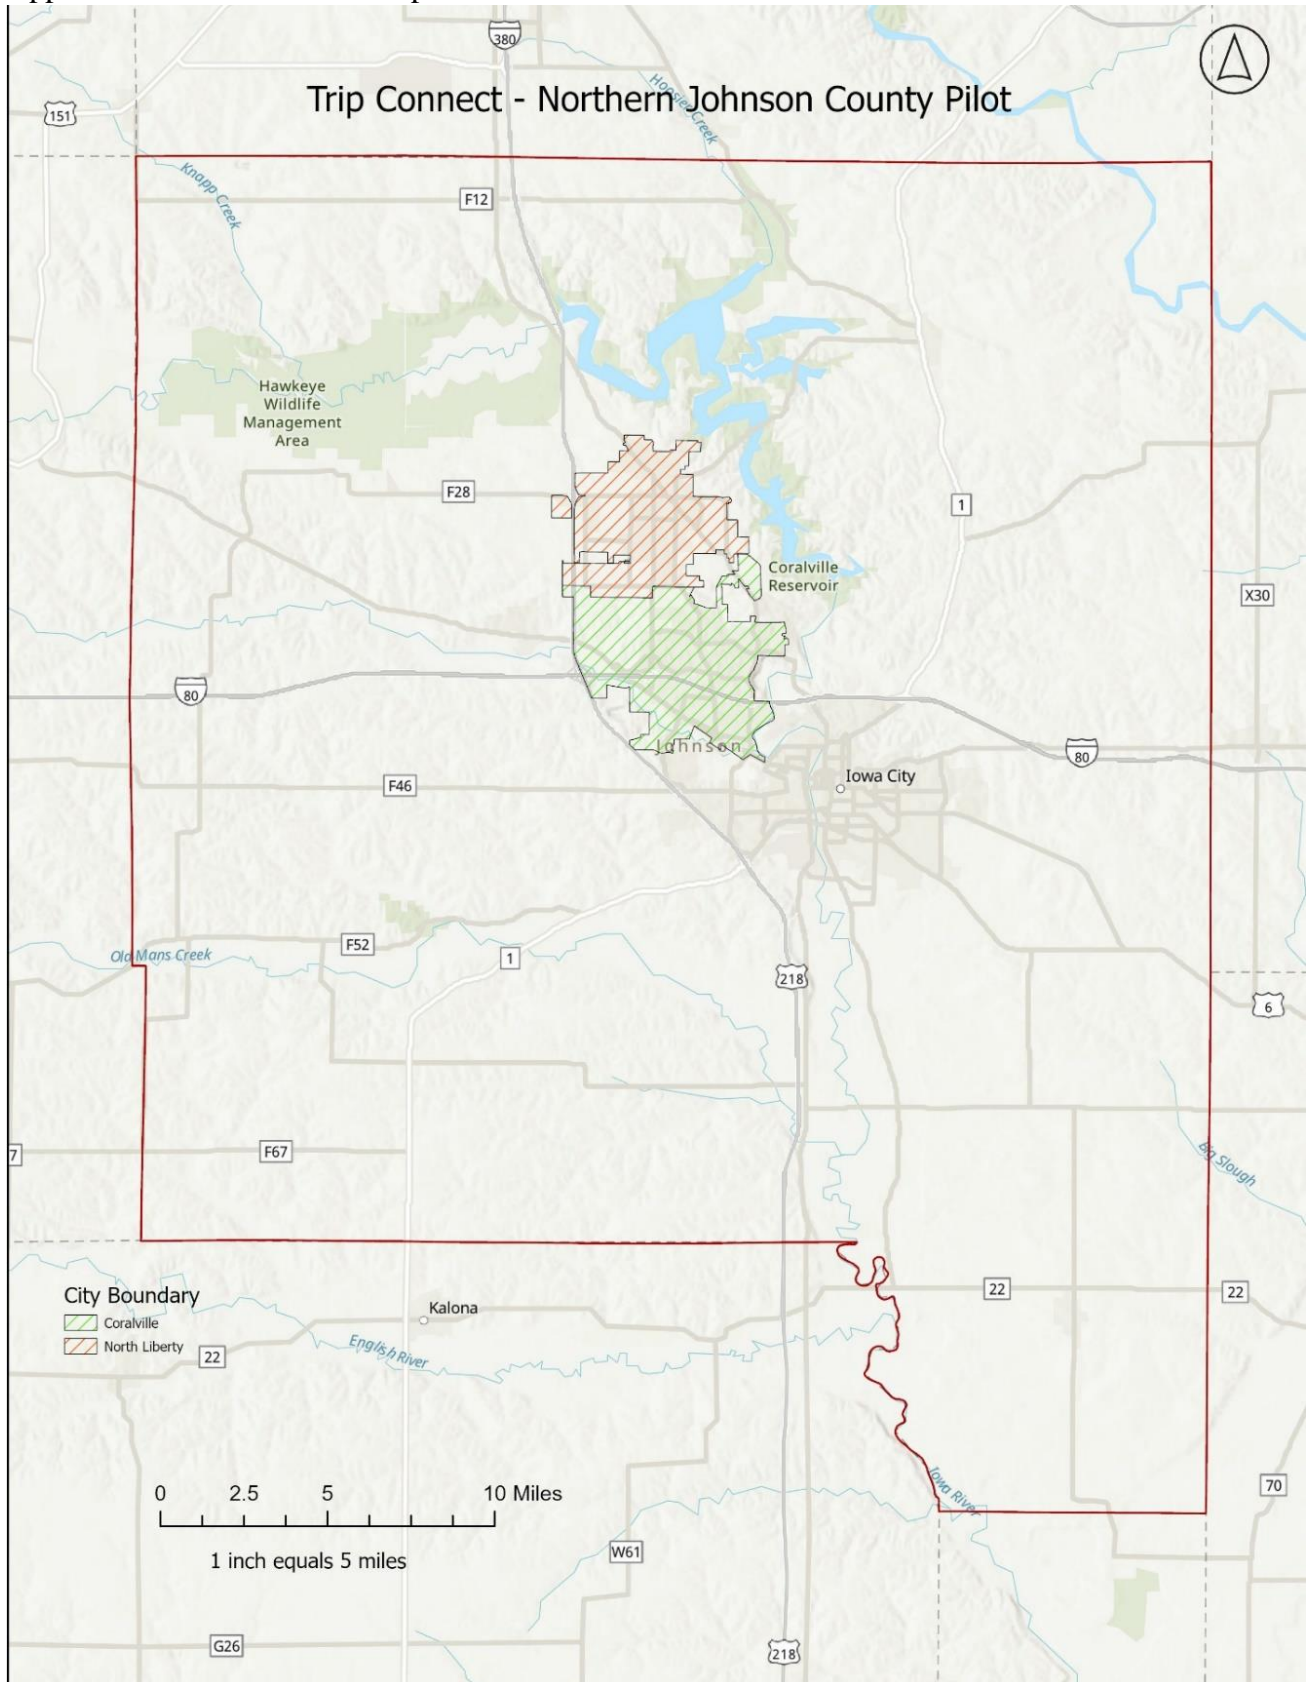 380
151
Trip Connect - Northern Johnson County Pilot
Hoosier Creek
Knapp Creek
F12
Hawkeye
Wildlife
Management
Area
F28
1
Coralville
Reservoir
X30
80
Johnson
80
Iowa City
F46
F52
Old Mans Creek
1
218
6
F67
7
Big Slough
City Boundary
Coralville
North Liberty
22
22
Kalona
22
English River
Iowa River
0 2.5 5 10 Miles
70
1 inch equals 5 miles
W61
G26
218